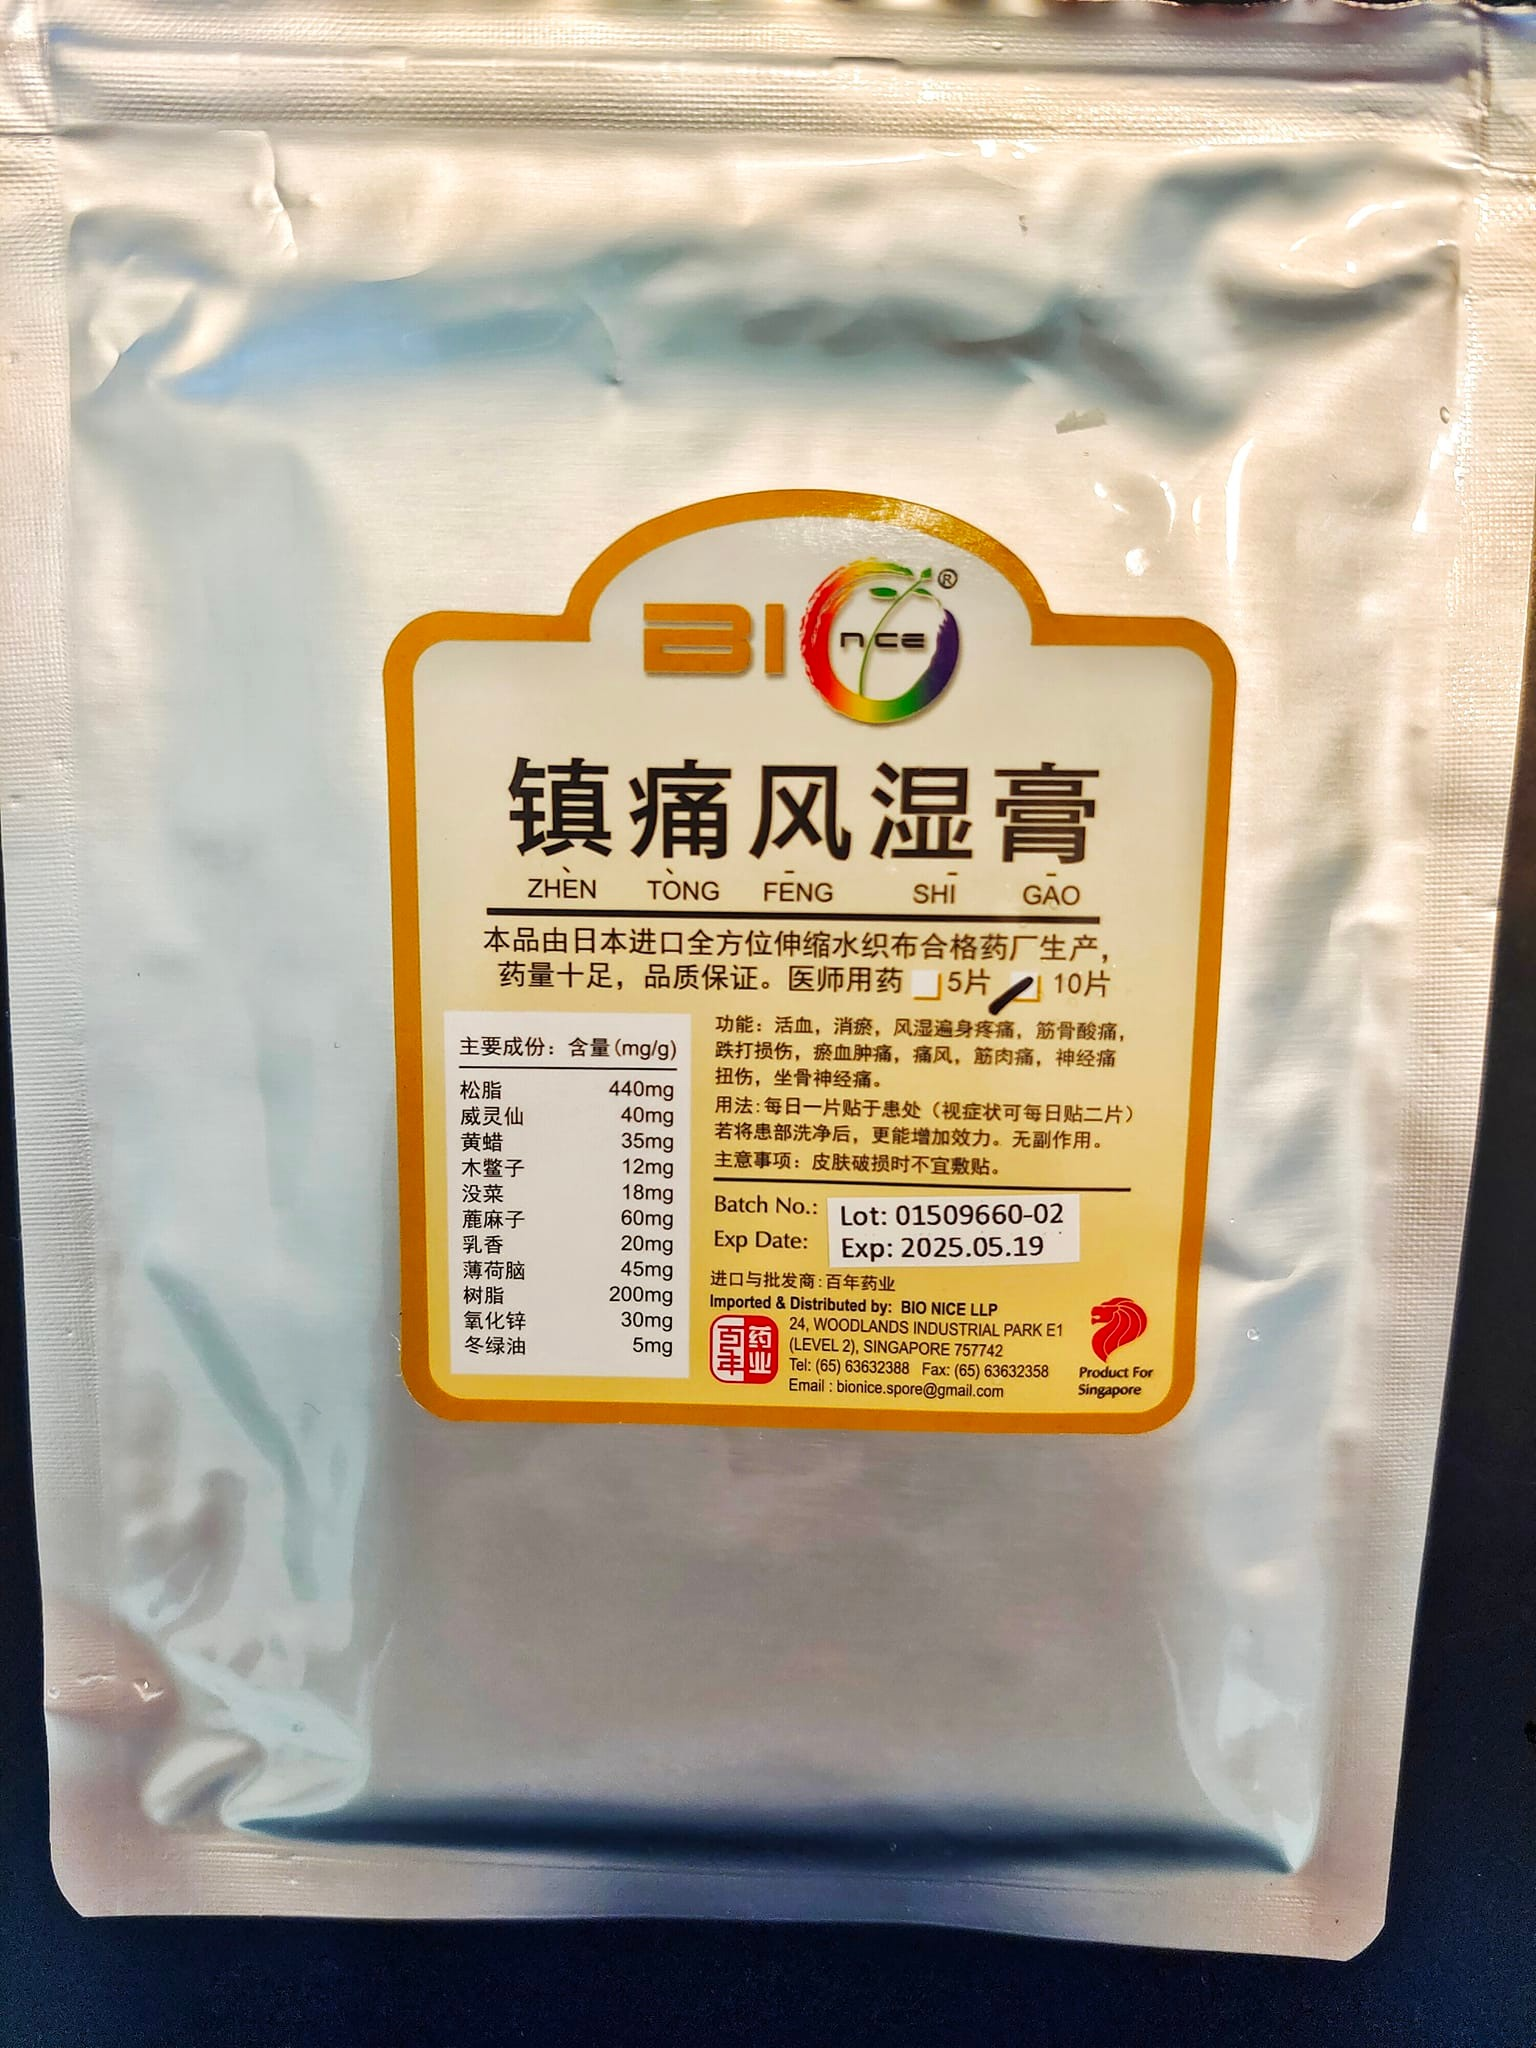 BIO nICE ®
镇痛风湿膏
ZHÈN TÒNG FĒNG SHĪ GĀO
本品由日本进口全方位伸缩水织布合格药厂生产，
药量十足，品质保证。医师用药 5片 10片
主要成份：含量(mg/g)
松脂 440mg
威灵仙 40mg
黄蜡 35mg
木鳖子 12mg
没菜 18mg
蓖麻子 60mg
乳香 20mg
薄荷脑 45mg
树脂 200mg
氧化锌 30mg
冬绿油 5mg
功能：活血，消瘀，风湿遍身疼痛，筋骨酸痛，
跌打损伤，瘀血肿痛，痛风，筋肉痛，神经痛
扭伤，坐骨神经痛。
用法：每日一片贴于患处（视症状可每日贴二片）
若将患部洗净后，更能增加效力。无副作用。
主意事项：皮肤破损时不宜敷贴。
Batch No.: Lot: 01509660-02
Exp Date: Exp: 2025.05.19
进口与批发商：百年药业
Imported & Distributed by: BIO NICE LLP
24, WOODLANDS INDUSTRIAL PARK E1
(LEVEL 2), SINGAPORE 757742
Tel: (65) 63632388 Fax: (65) 63632358
Email : bionice.spore@gmail.com
百年药业
Product For
Singapore